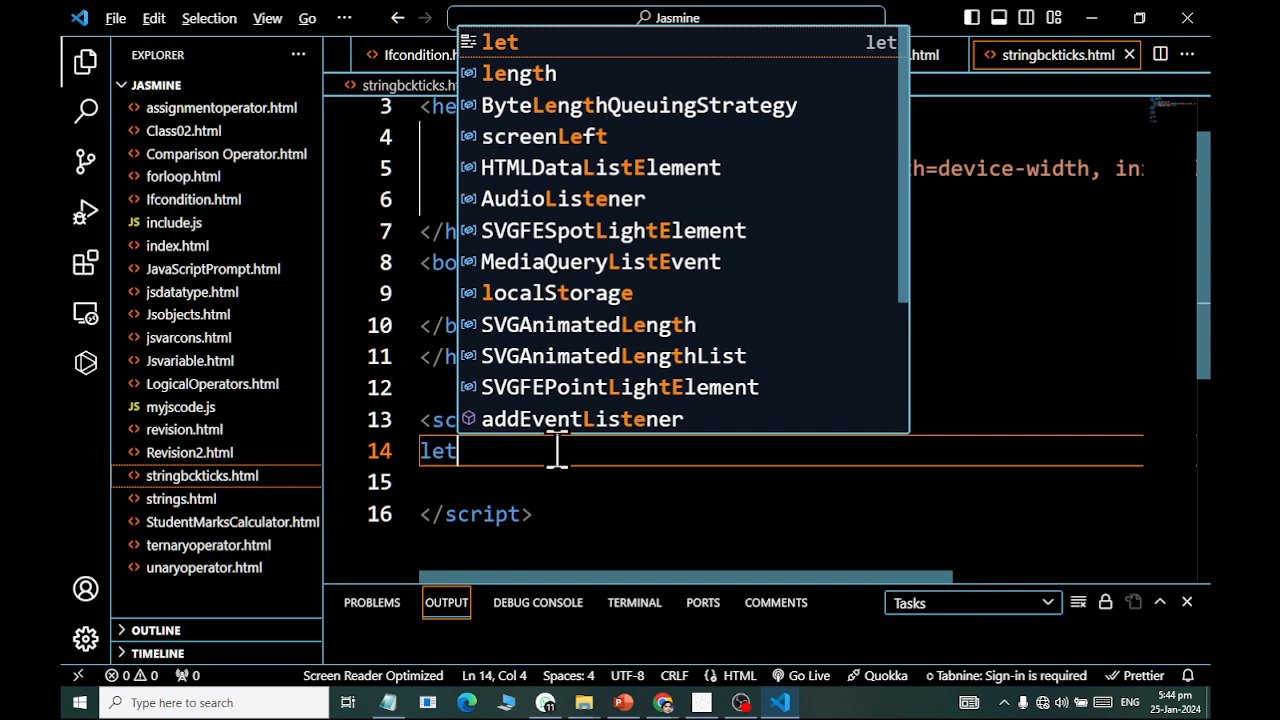 File Edit Selection View Go ··· Jasmine
EXPLORER ···
JASMINE
assignmentoperator.html
Class02.html
Comparison Operator.html
forloop.html
Ifcondition.html
include.js
index.html
JavaScriptPrompt.html
jsdatatype.html
Jsobjects.html
jsvarcons.html
Jsvariable.html
LogicalOperators.html
myjscode.js
revision.html
Revision2.html
stringbckticks.html
strings.html
StudentMarksCalculator.html
ternaryoperator.html
unaryoperator.html
OUTLINE
TIMELINE
Ifcondition.h
ml
stringbckticks.html
stringbckticks.h
3 <he
4
5 h=device-width, in
6
7 </h
8 <bo
9
10 </b
11 </h
12
13 <sc
14 let
15
16 </script>
let let
length
ByteLengthQueuingStrategy
screenLeft
HTMLDataListElement
AudioListener
SVGFESpotLightElement
MediaQueryListEvent
localStorage
SVGAnimatedLength
SVGAnimatedLengthList
SVGFEPointLightElement
addEventListener
PROBLEMS OUTPUT DEBUG CONSOLE TERMINAL PORTS COMMENTS Tasks
0 0 0 Screen Reader Optimized Ln 14, Col 4 Spaces: 4 UTF-8 CRLF HTML Go Live Quokka Tabnine: Sign-in is required Prettier
Type here to search
11
5:44 pm
25-Jan-2024